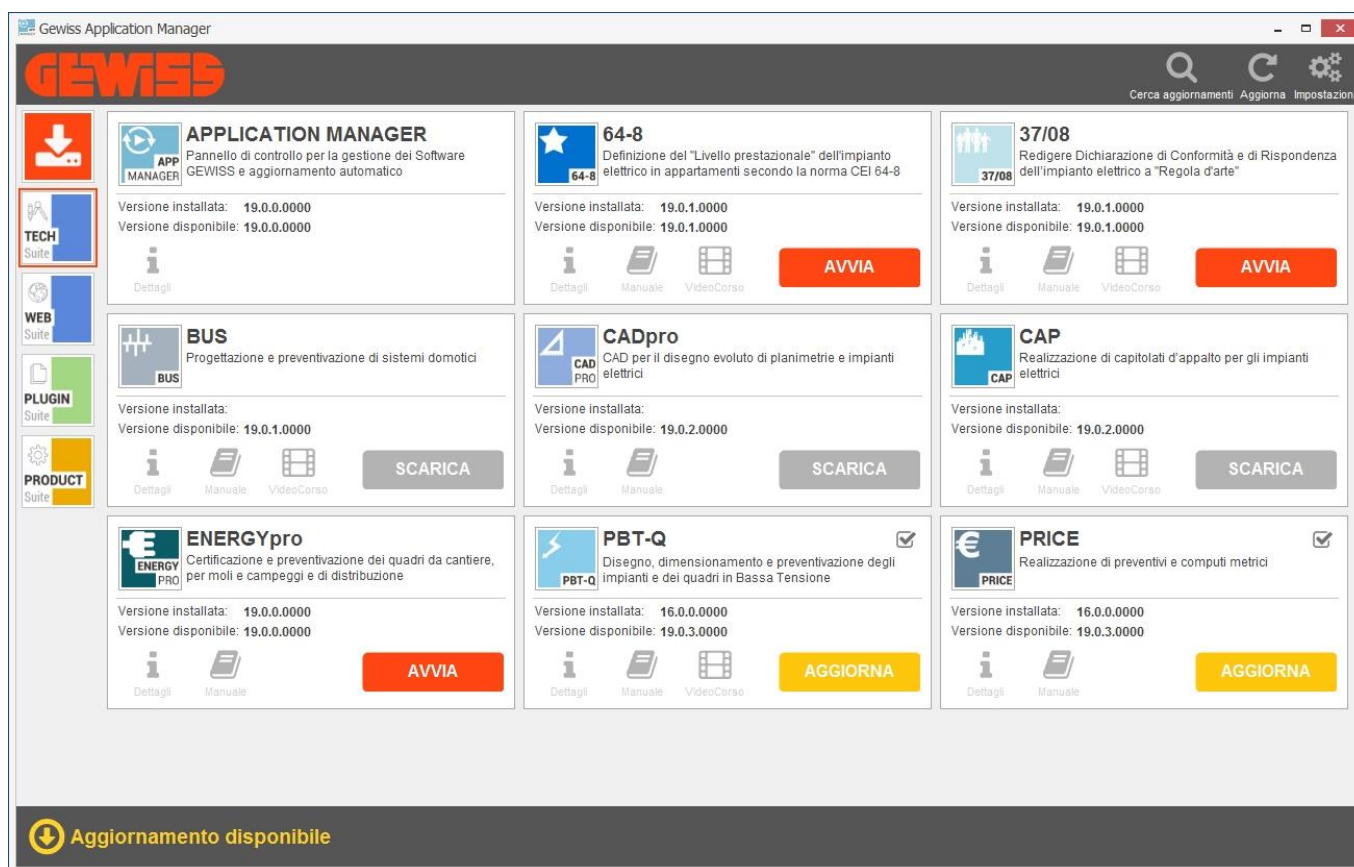 Gewiss Application Manager
GEWISS
Cerca aggiornamenti
Aggiorna
Impostazion
TECH
Suite
WEB
Suite
PLUGIN
Suite
PRODUCT
Suite
APP
MANAGER
APPLICATION MANAGER
Pannello di controllo per la gestione dei Software
GEWISS e aggiornamento automatico
Versione installata: 19.0.0.0000
Versione disponibile: 19.0.0.0000
Dettagli
64-8
64-8
Definizione del "Livello prestazionale" dell'impianto
elettrico in appartamenti secondo la norma CEI 64-8
Versione installata: 19.0.1.0000
Versione disponibile: 19.0.1.0000
Dettagli
Manuale
VideoCorso
AVVIA
37/08
37/08
Redigere Dichiarazione di Conformità e di Rispondenza
dell'impianto elettrico a "Regola d'arte"
Versione installata: 19.0.1.0000
Versione disponibile: 19.0.1.0000
Dettagli
Manuale
VideoCorso
AVVIA
BUS
BUS
Progettazione e preventivazione di sistemi domotici
Versione installata:
Versione disponibile: 19.0.1.0000
Dettagli
Manuale
VideoCorso
SCARICA
CAD
PRO
CADpro
CAD per il disegno evoluto di planimetrie e impianti
elettrici
Versione installata:
Versione disponibile: 19.0.2.0000
Dettagli
Manuale
SCARICA
CAP
CAP
Realizzazione di capitolati d'appalto per gli impianti
elettrici
Versione installata:
Versione disponibile: 19.0.2.0000
Dettagli
Manuale
VideoCorso
SCARICA
ENERGY
PRO
ENERGYpro
Certificazione e preventivazione dei quadri da cantiere,
per moli e campeggi e di distribuzione
Versione installata: 19.0.0.0000
Versione disponibile: 19.0.0.0000
Dettagli
Manuale
AVVIA
PBT-Q
PBT-Q
Disegno, dimensionamento e preventivazione degli
impianti e dei quadri in Bassa Tensione
Versione installata: 16.0.0.0000
Versione disponibile: 19.0.3.0000
Dettagli
Manuale
VideoCorso
AGGIORNA
PRICE
PRICE
Realizzazione di preventivi e computi metrici
Versione installata: 16.0.0.0000
Versione disponibile: 19.0.3.0000
Dettagli
Manuale
AGGIORNA
Aggiornamento disponibile